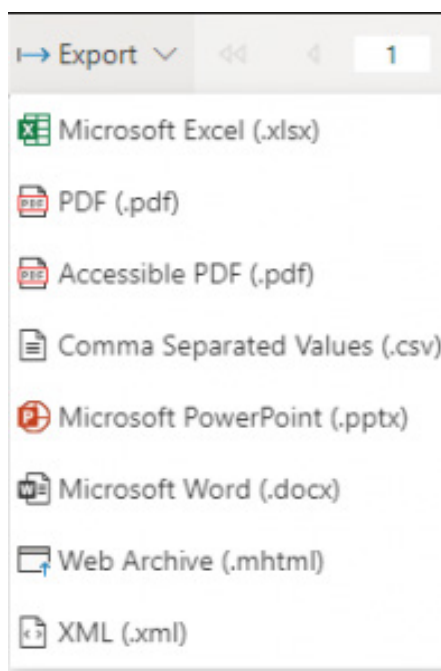 Export 1
Microsoft Excel (.xlsx)
PDF (.pdf)
Accessible PDF (.pdf)
Comma Separated Values (.csv)
Microsoft PowerPoint (.pptx)
Microsoft Word (.docx)
Web Archive (.mhtml)
XML (.xml)